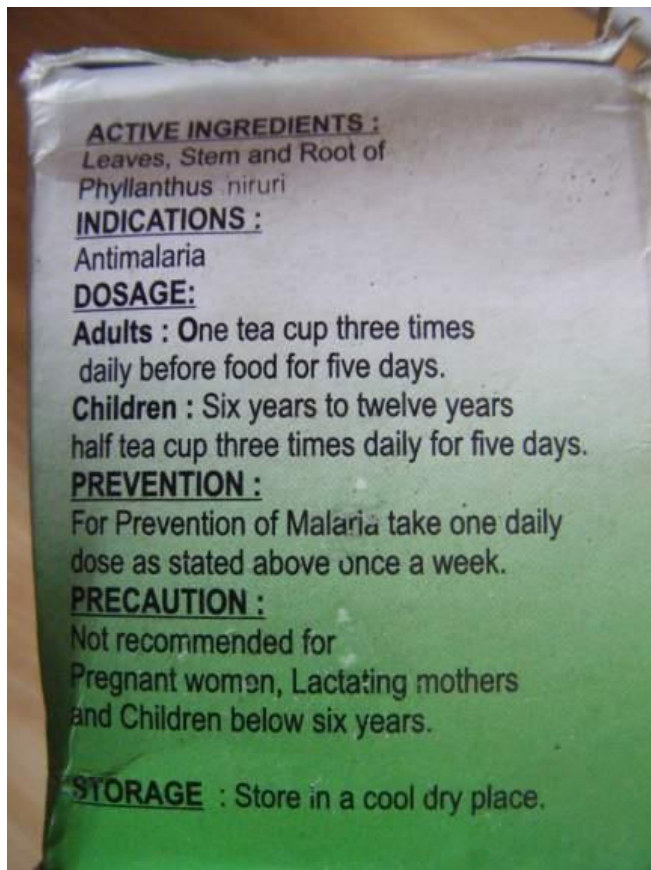 ACTIVE INGREDIENTS :
Leaves, Stem and Root of
Phyllanthus niruri
INDICATIONS :
Antimalaria
DOSAGE:
Adults : One tea cup three times
daily before food for five days.
Children : Six years to twelve years
half tea cup three times daily for five days.
PREVENTION :
For Prevention of Malaria take one daily
dose as stated above once a week.
PRECAUTION :
Not recommended for
Pregnant women, Lactating mothers
and Children below six years.
STORAGE : Store in a cool dry place.